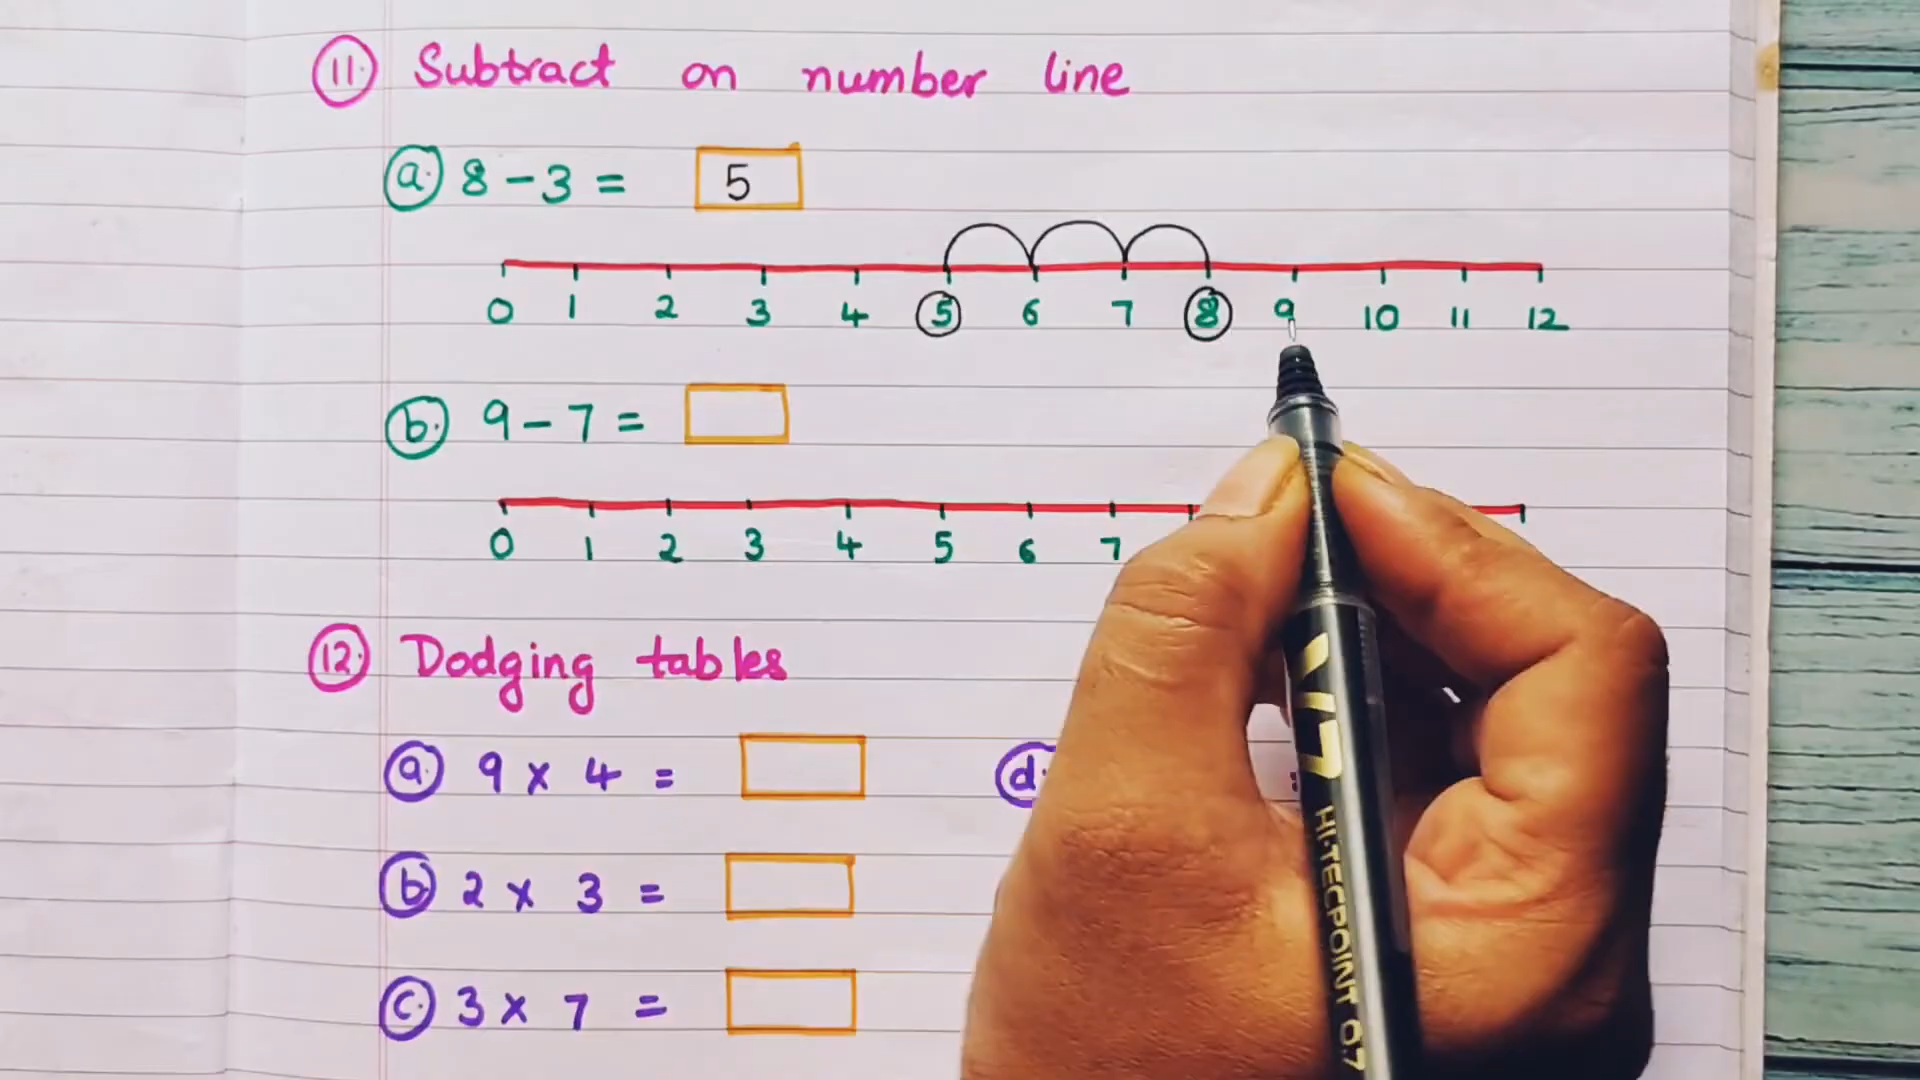 11. Subtract on number line
a. 8 - 3 = 5
0 1 2 3 4 5 6 7 8 9 10 11 12
b. 9 - 7 =
0 1 2 3 4 5 6 7
12. Dodging tables
a. 9 x 4 =
d.
b. 2 x 3 =
c. 3 x 7 =
V7 HI-TECPOINT 0.7